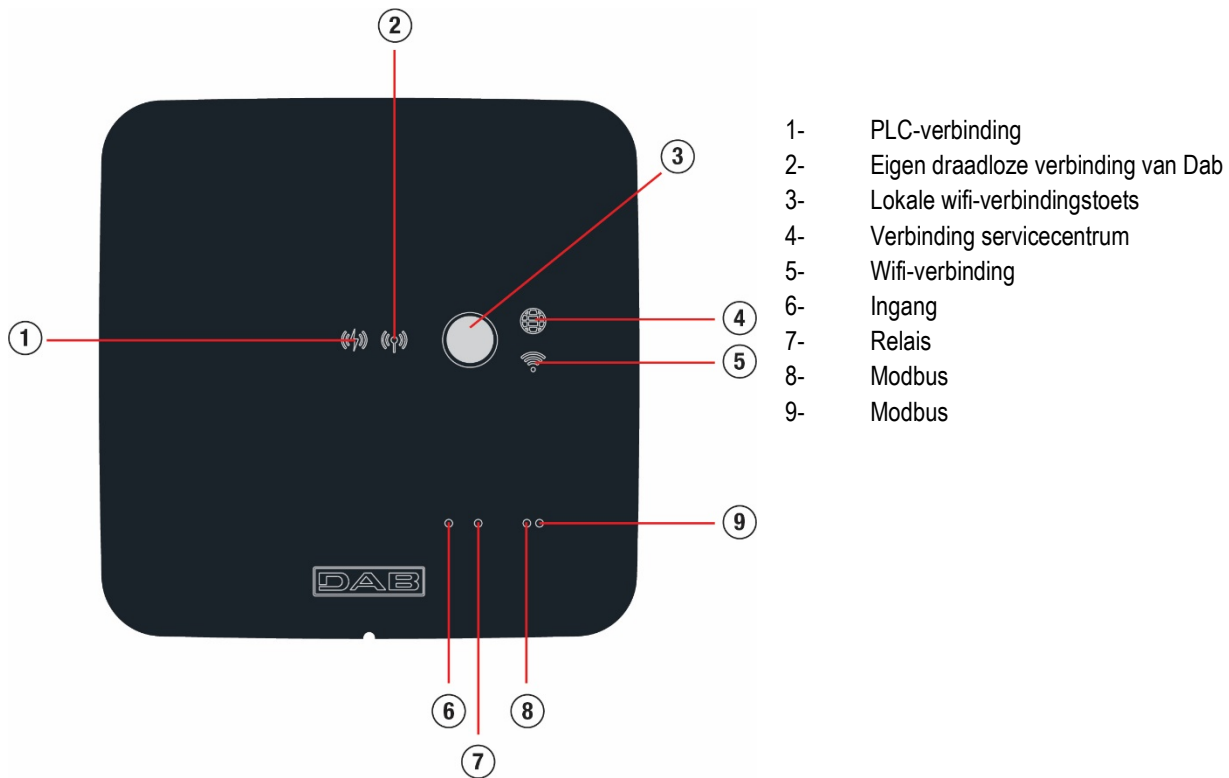 2
3
1
4
5
9
DAB
6
8
7
1- PLC-verbinding
2- Eigen draadloze verbinding van Dab
3- Lokale wifi-verbindingstoets
4- Verbinding servicecentrum
5- Wifi-verbinding
6- Ingang
7- Relais
8- Modbus
9- Modbus